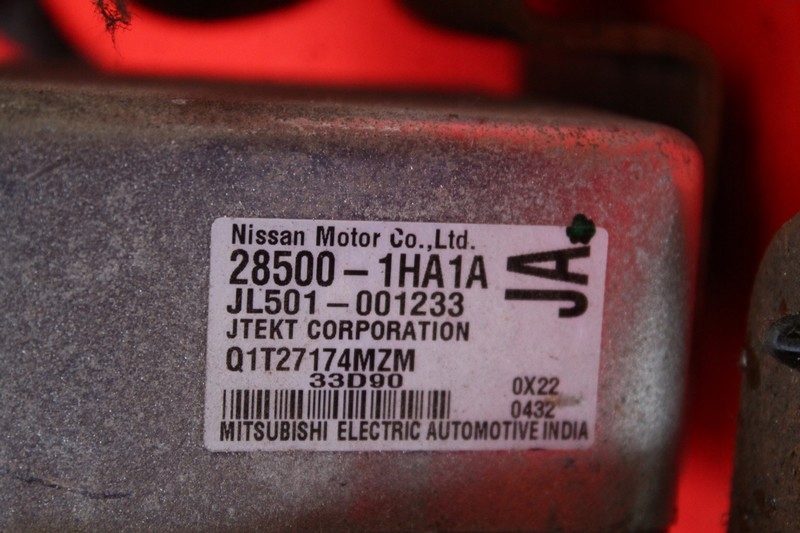 Nissan Motor Co.,Ltd.
28500-1HA1A
JA
JL501-001233
JTEKT CORPORATION
Q1T27174MZM
33D90
0X22
0432
MITSUBISHI ELECTRIC AUTOMOTIVE INDIA